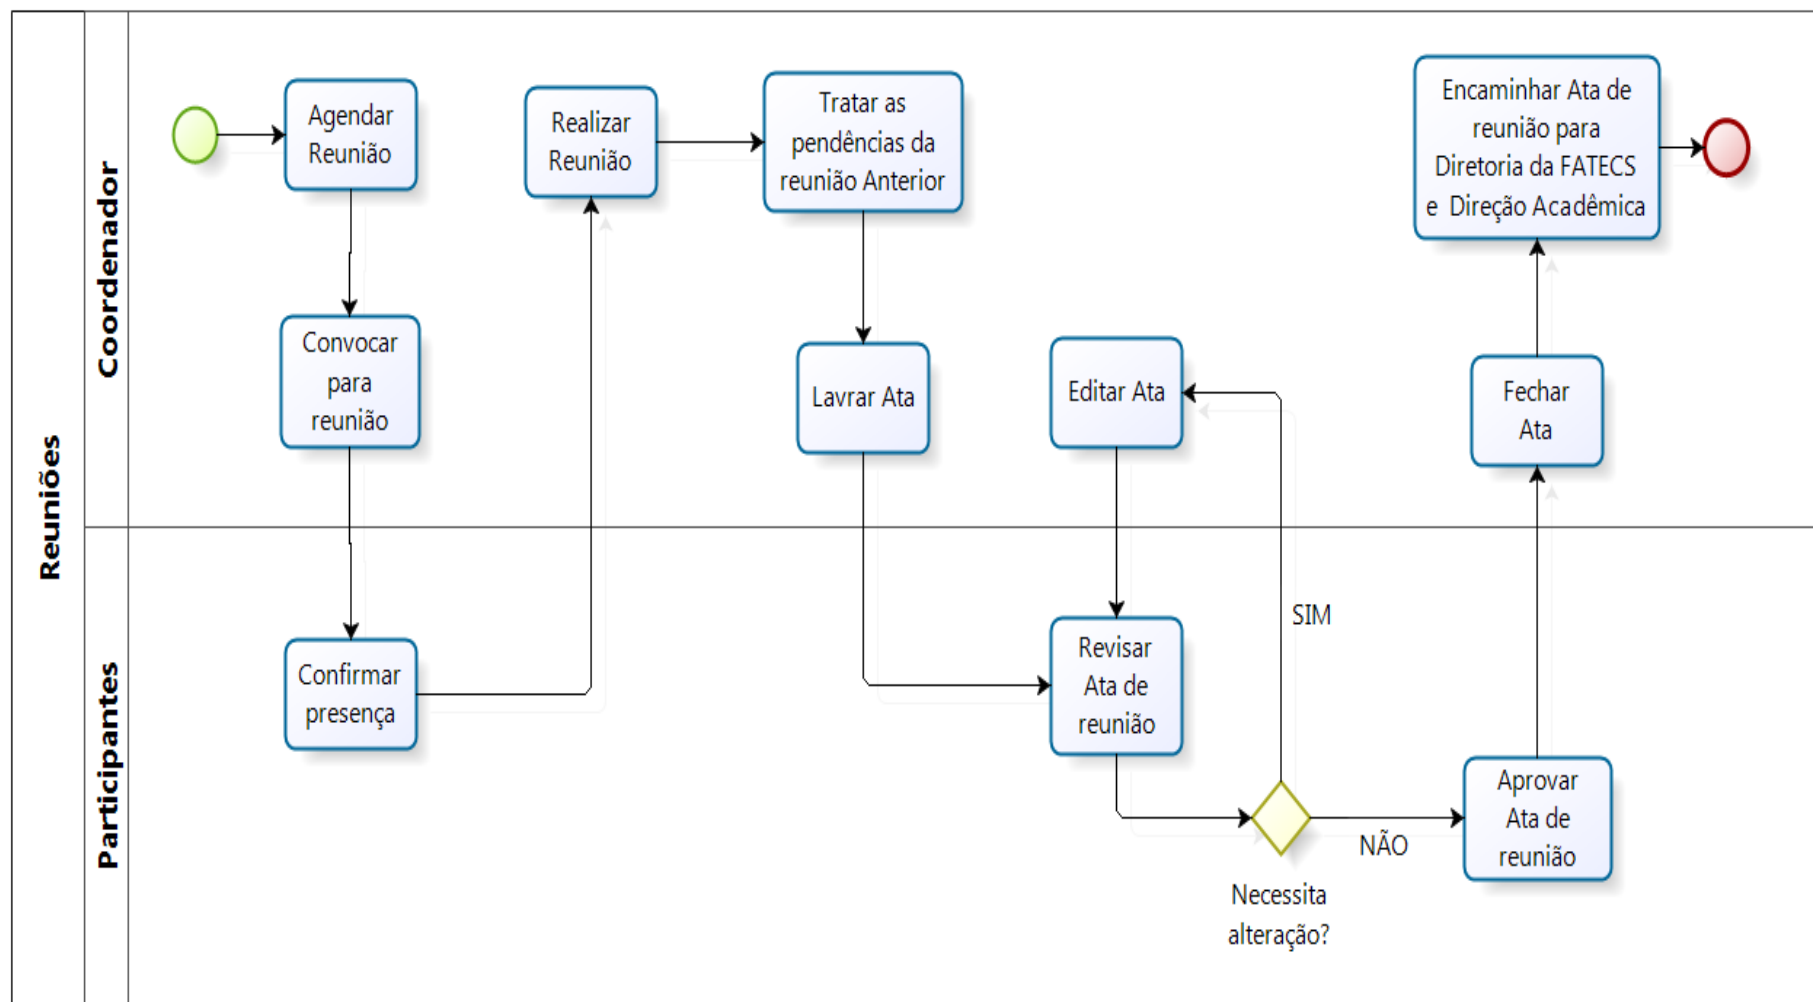 Reuniões
Coordenador
Agendar
Reunião
Convocar
para
reunião
Realizar
Reunião
Tratar as
pendências da
reunião Anterior
Lavrar Ata
Editar Ata
Encaminhar Ata de
reunião para
Diretoria da FATECS
e Direção Acadêmica
Fechar
Ata
Participantes
Confirmar
presença
Revisar
Ata de
reunião
SIM
NÃO
Necessita
alteração?
Aprovar
Ata de
reunião